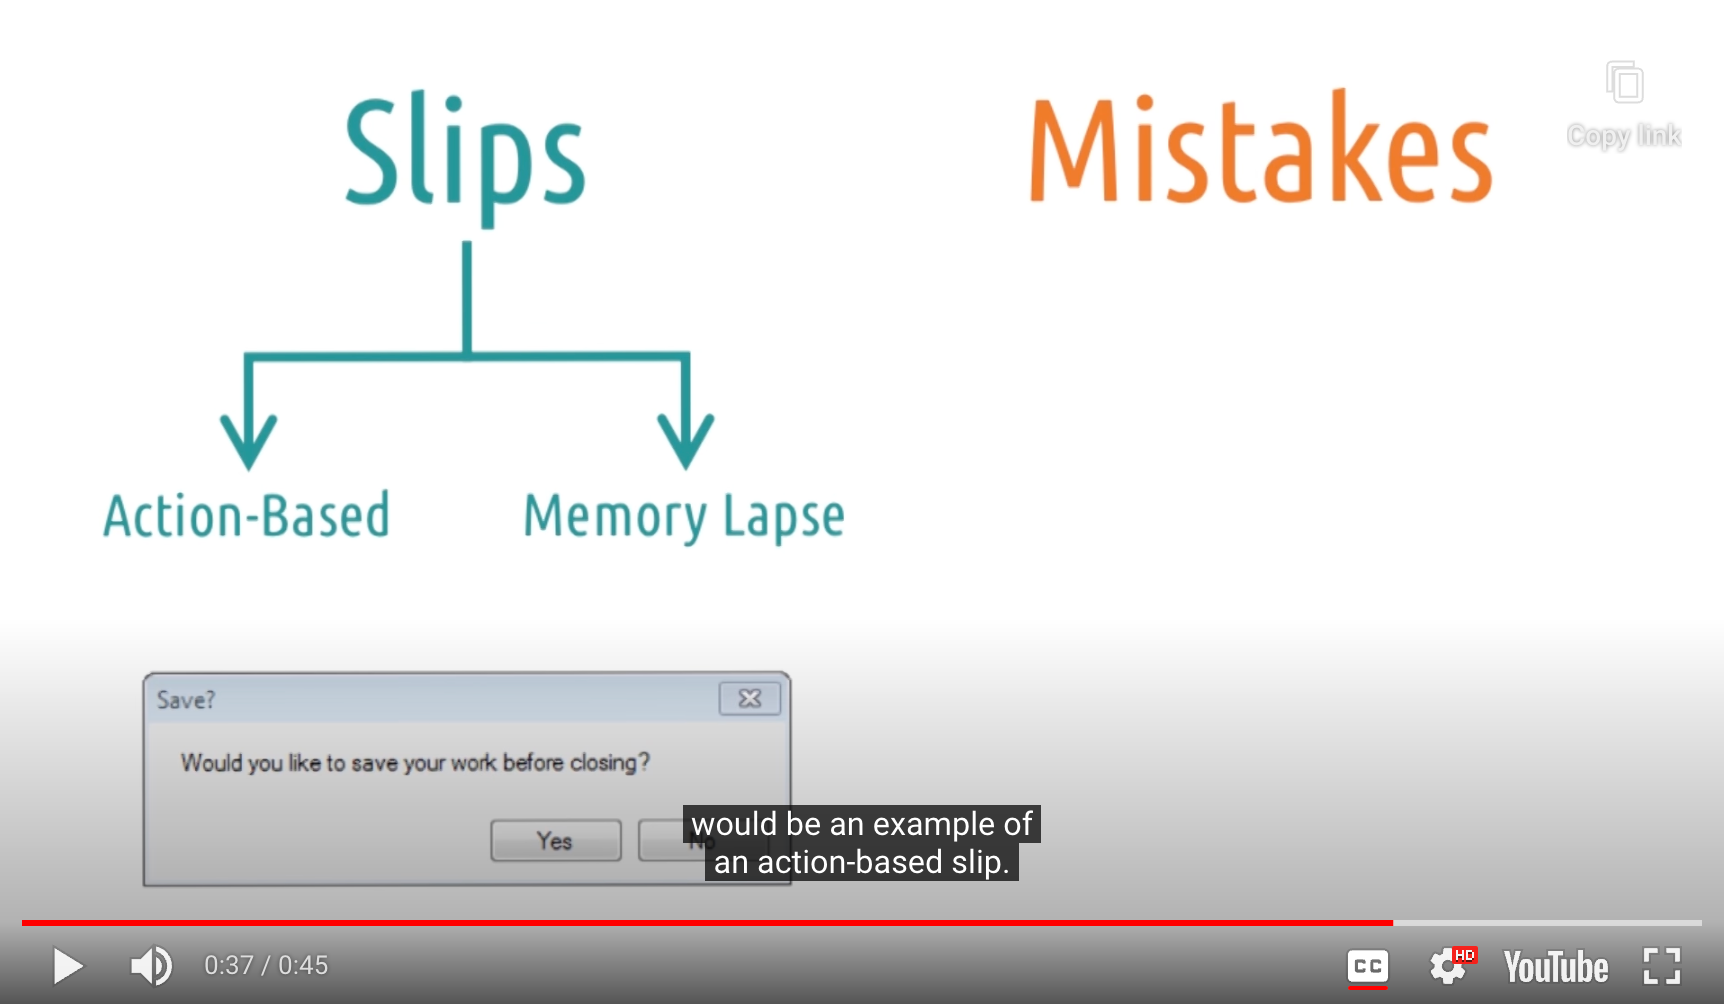 Slips
Mistakes
Copy link
Action-Based
Memory Lapse
Save?
Would you like to save your work before closing?
Yes
No
would be an example of
an action-based slip.
0:37 / 0:45
CC
HD
YouTube